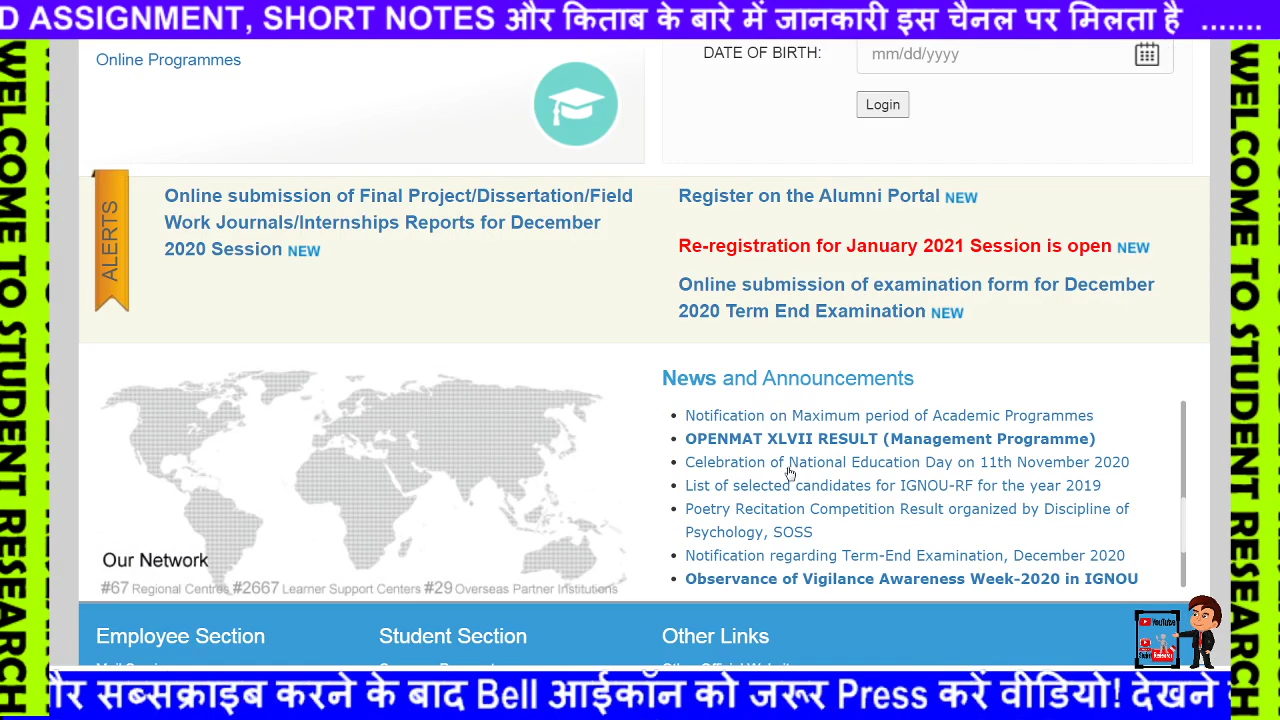 D ASSIGNMENT, SHORT NOTES और किताब के बारे में जानकारी इस चैनल पर मिलता है .......
WELCOME TO STUDENT RESEARCH
Online Programmes
DATE OF BIRTH:
mm/dd/yyyy
Login
ALERTS
Online submission of Final Project/Dissertation/Field
Work Journals/Internships Reports for December
2020 Session NEW
Register on the Alumni Portal NEW
Re-registration for January 2021 Session is open NEW
Online submission of examination form for December
2020 Term End Examination NEW
News and Announcements
Notification on Maximum period of Academic Programmes
OPENMAT XLVII RESULT (Management Programme)
Celebration of National Education Day on 11th November 2020
List of selected candidates for IGNOU-RF for the year 2019
Poetry Recitation Competition Result organized by Discipline of
Psychology, SOSS
Notification regarding Term-End Examination, December 2020
Observance of Vigilance Awareness Week-2020 in IGNOU
Our Network
#67 Regional Centres #2667 Learner Support Centers #29 Overseas Partner Institutions
Employee Section
Student Section
Other Links
YouTube
WELCOME TO STUDENT RESEARCH
सब्सक्राइब करने के बाद Bell आईकॉन को जरूर Press करें वीडियो! देखने